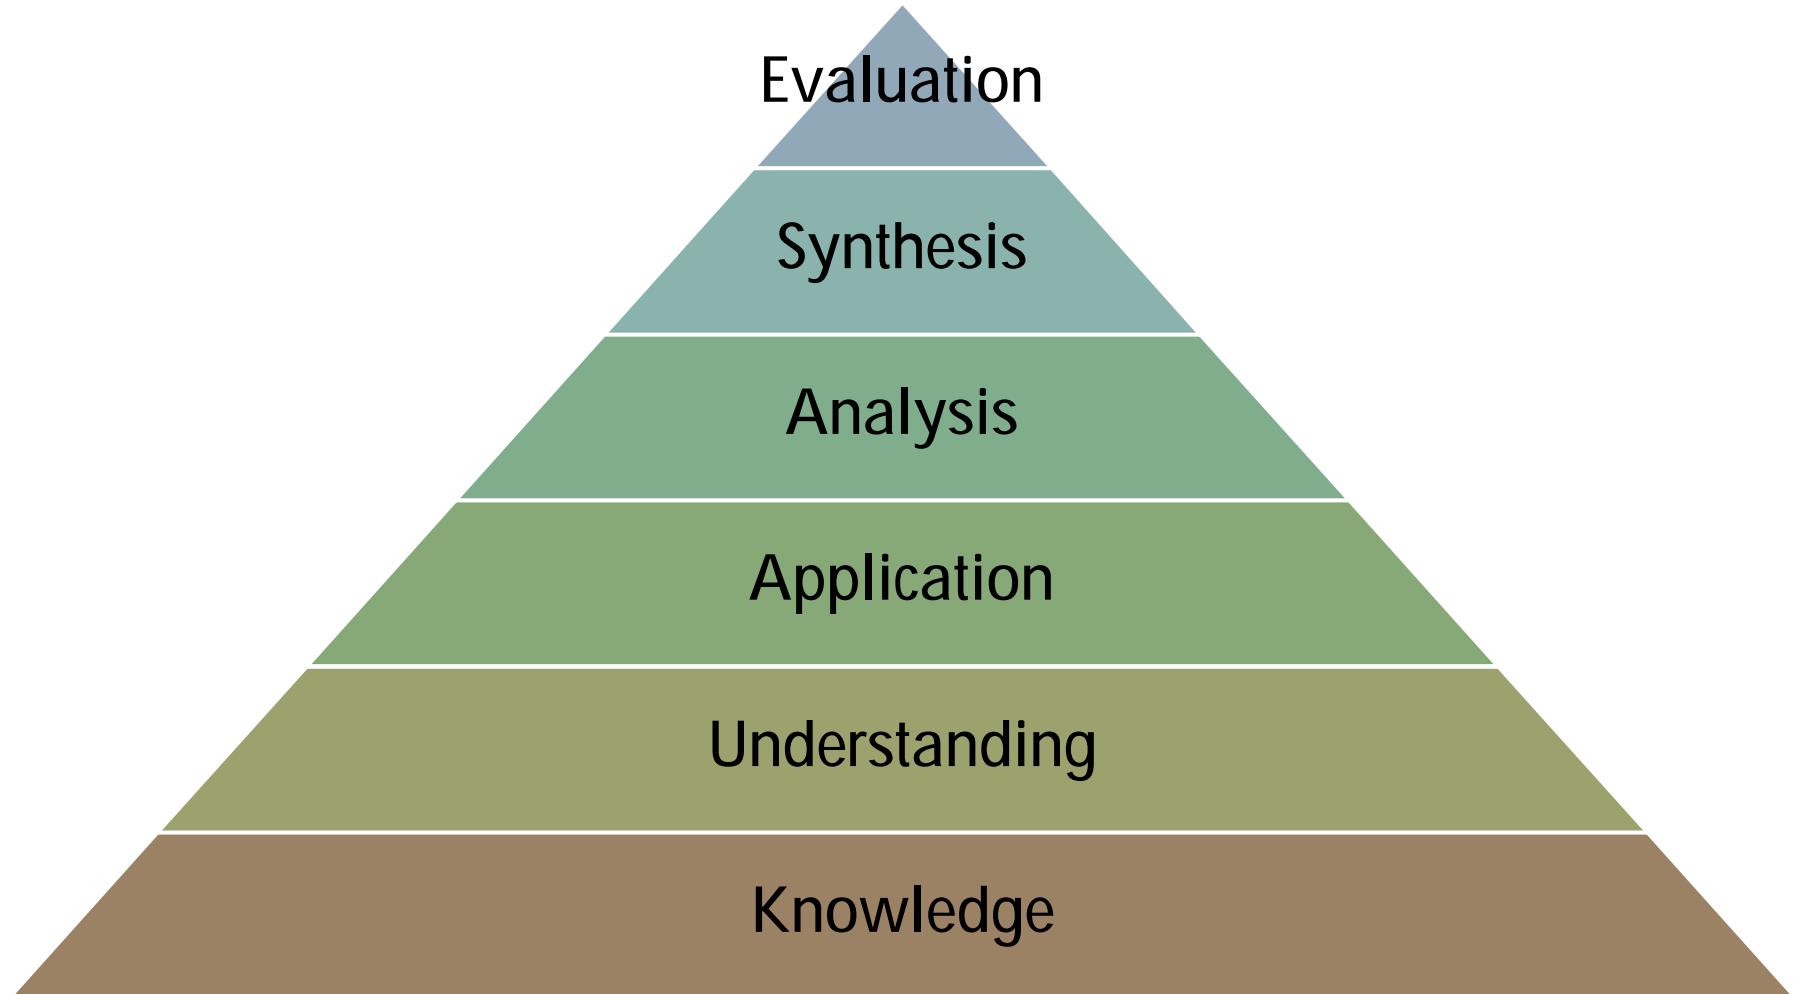 Evaluation
Synthesis
Analysis
Application
Understanding
Knowledge